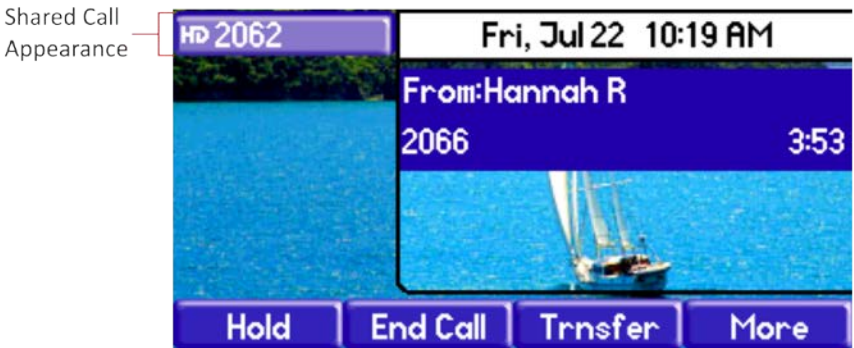 Shared Call
Appearance
HD 2062
Fri, Jul 22 10:19 AM
From:Hannah R
2066 3:53
Hold End Call Trnsfer More